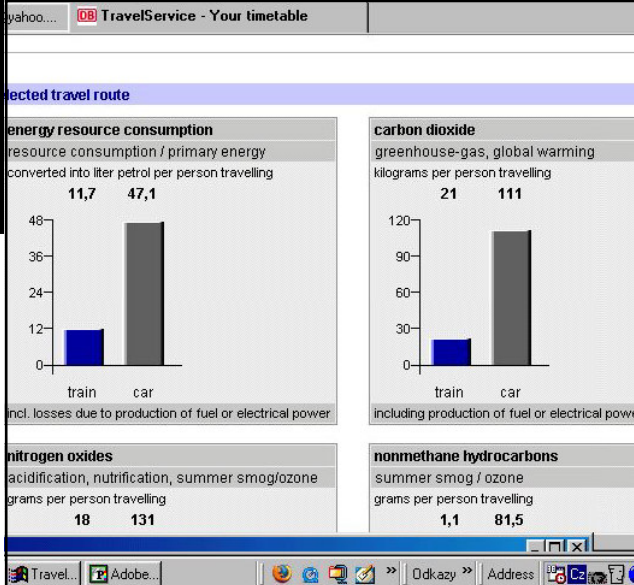 yahoo....
DB TravelService - Your timetable
lected travel route
energy resource consumption
resource consumption / primary energy
converted into liter petrol per person travelling
11,7 47,1
48
36
24
12
0
train car
incl. losses due to production of fuel or electrical power
carbon dioxide
greenhouse-gas, global warming
kilograms per person travelling
21 111
120
90
60
30
0
train car
including production of fuel or electrical powe
nitrogen oxides
acidification, nutrification, summer smog/ozone
grams per person travelling
18 131
nonmethane hydrocarbons
summer smog / ozone
grams per person travelling
1,1 81,5
Travel... Adobe... » Odkazy » Address Cz